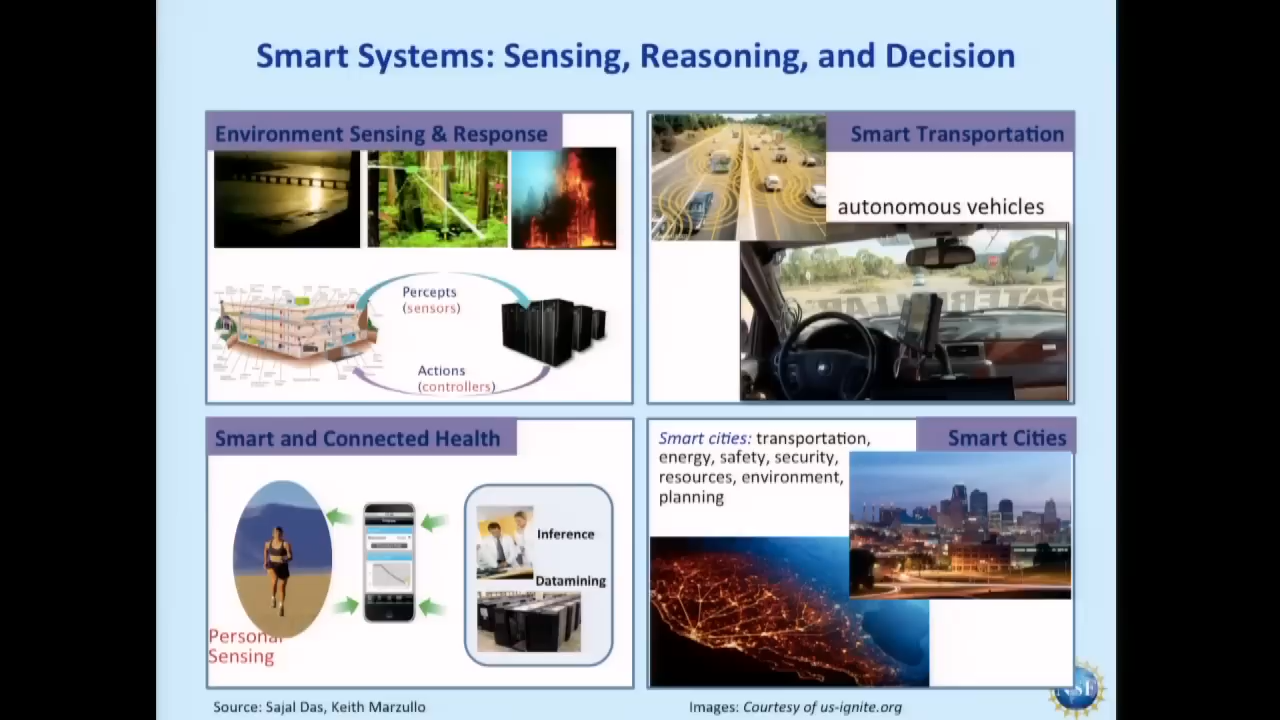 Smart Systems: Sensing, Reasoning, and Decision
Environment Sensing & Response
Percepts
(sensors)
Actions
(controllers)
Smart Transportation
autonomous vehicles
Smart and Connected Health
Personal
Sensing
Inference
Datamining
Smart Cities
Smart cities: transportation,
energy, safety, security,
resources, environment,
planning
Source: Sajal Das, Keith Marzullo
Images: Courtesy of us-ignite.org
NSF